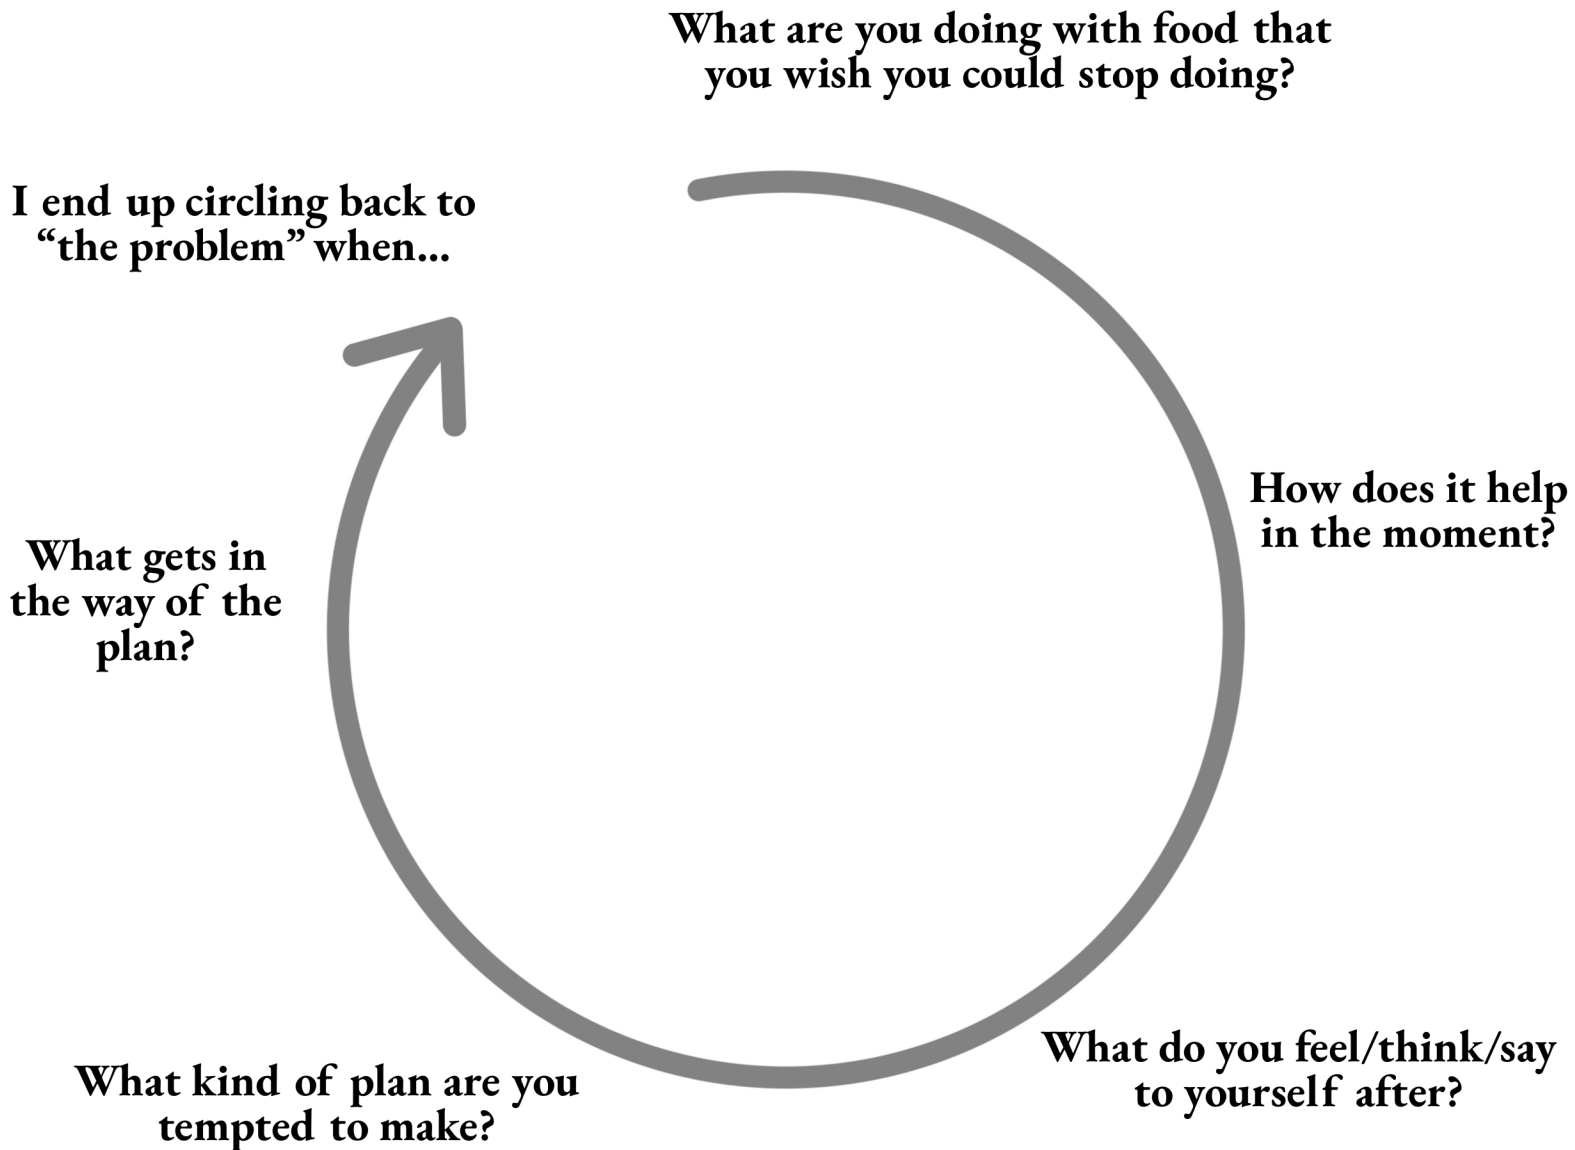 What are you doing with food that
you wish you could stop doing?
How does it help
in the moment?
What do you feel/think/say
to yourself after?
What kind of plan are you
tempted to make?
What gets in
the way of the
plan?
I end up circling back to
“the problem” when...